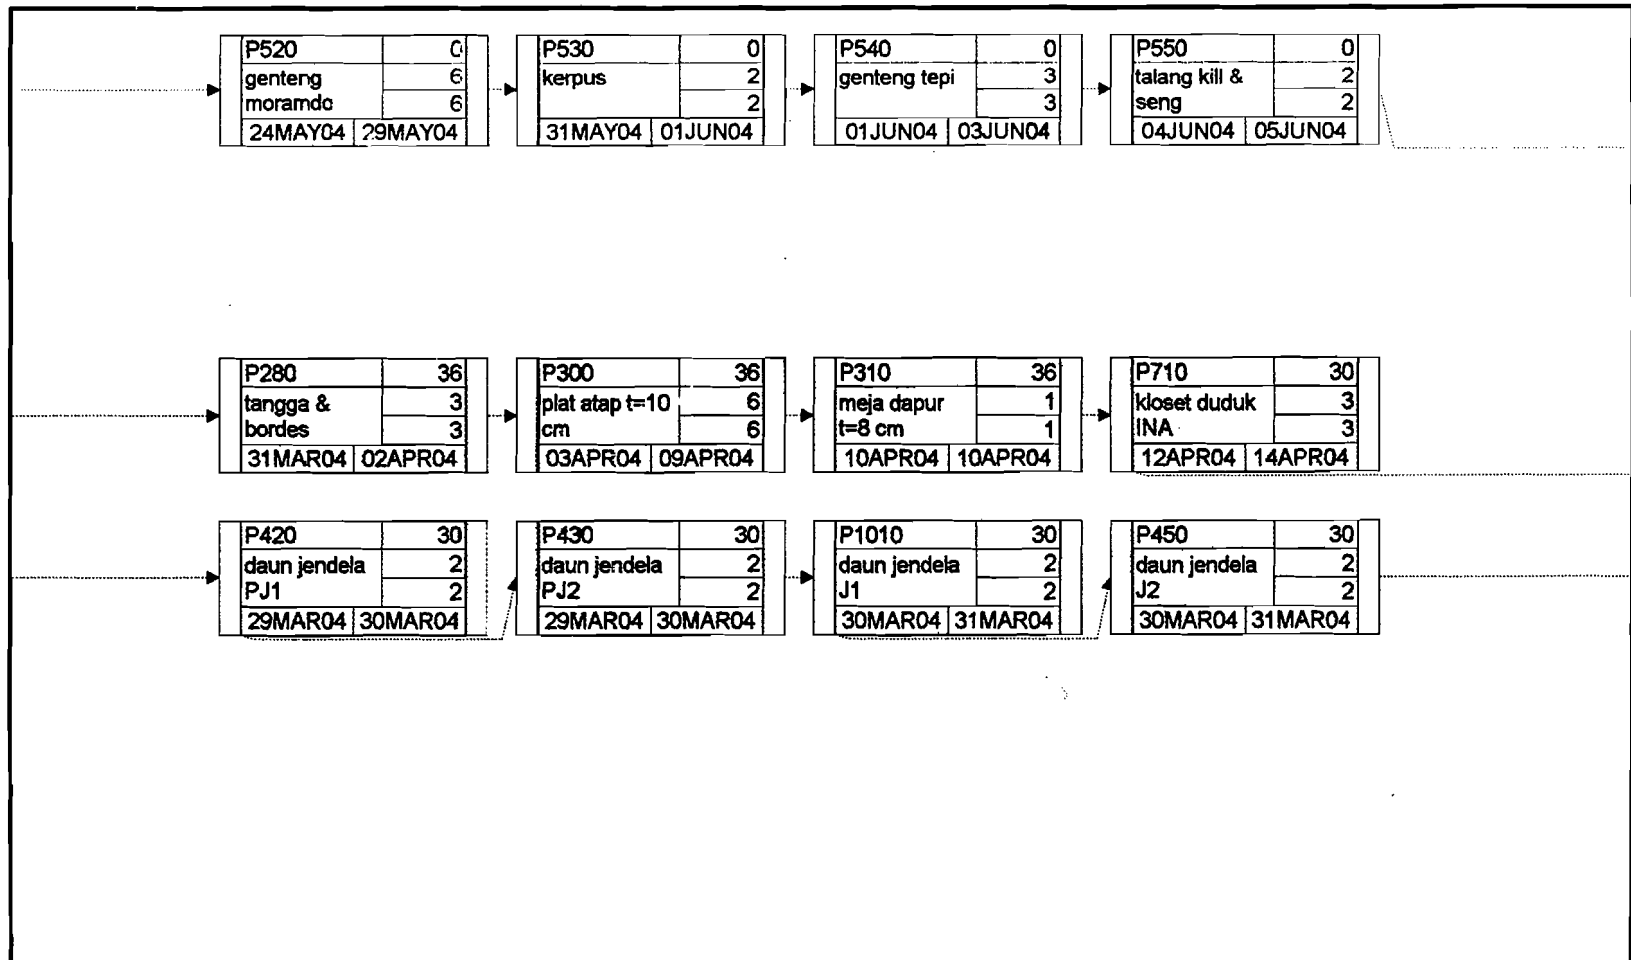 P520 0
genteng 6
moramdo 6
24MAY04 29MAY04
P530 0
kerpus 2
2
31MAY04 01JUN04
P540 0
genteng tepi 3
3
01JUN04 03JUN04
P550 0
talang kill & 2
seng 2
04JUN04 05JUN04
P280 36
tangga & 3
bordes 3
31MAR04 02APR04
P300 36
plat atap t=10 6
cm 6
03APR04 09APR04
P310 36
meja dapur 1
t=8 cm 1
10APR04 10APR04
P710 30
kloset duduk 3
INA 3
12APR04 14APR04
P420 30
daun jendela 2
PJ1 2
29MAR04 30MAR04
P430 30
daun jendela 2
PJ2 2
29MAR04 30MAR04
P1010 30
daun jendela 2
J1 2
30MAR04 31MAR04
P450 30
daun jendela 2
J2 2
30MAR04 31MAR04